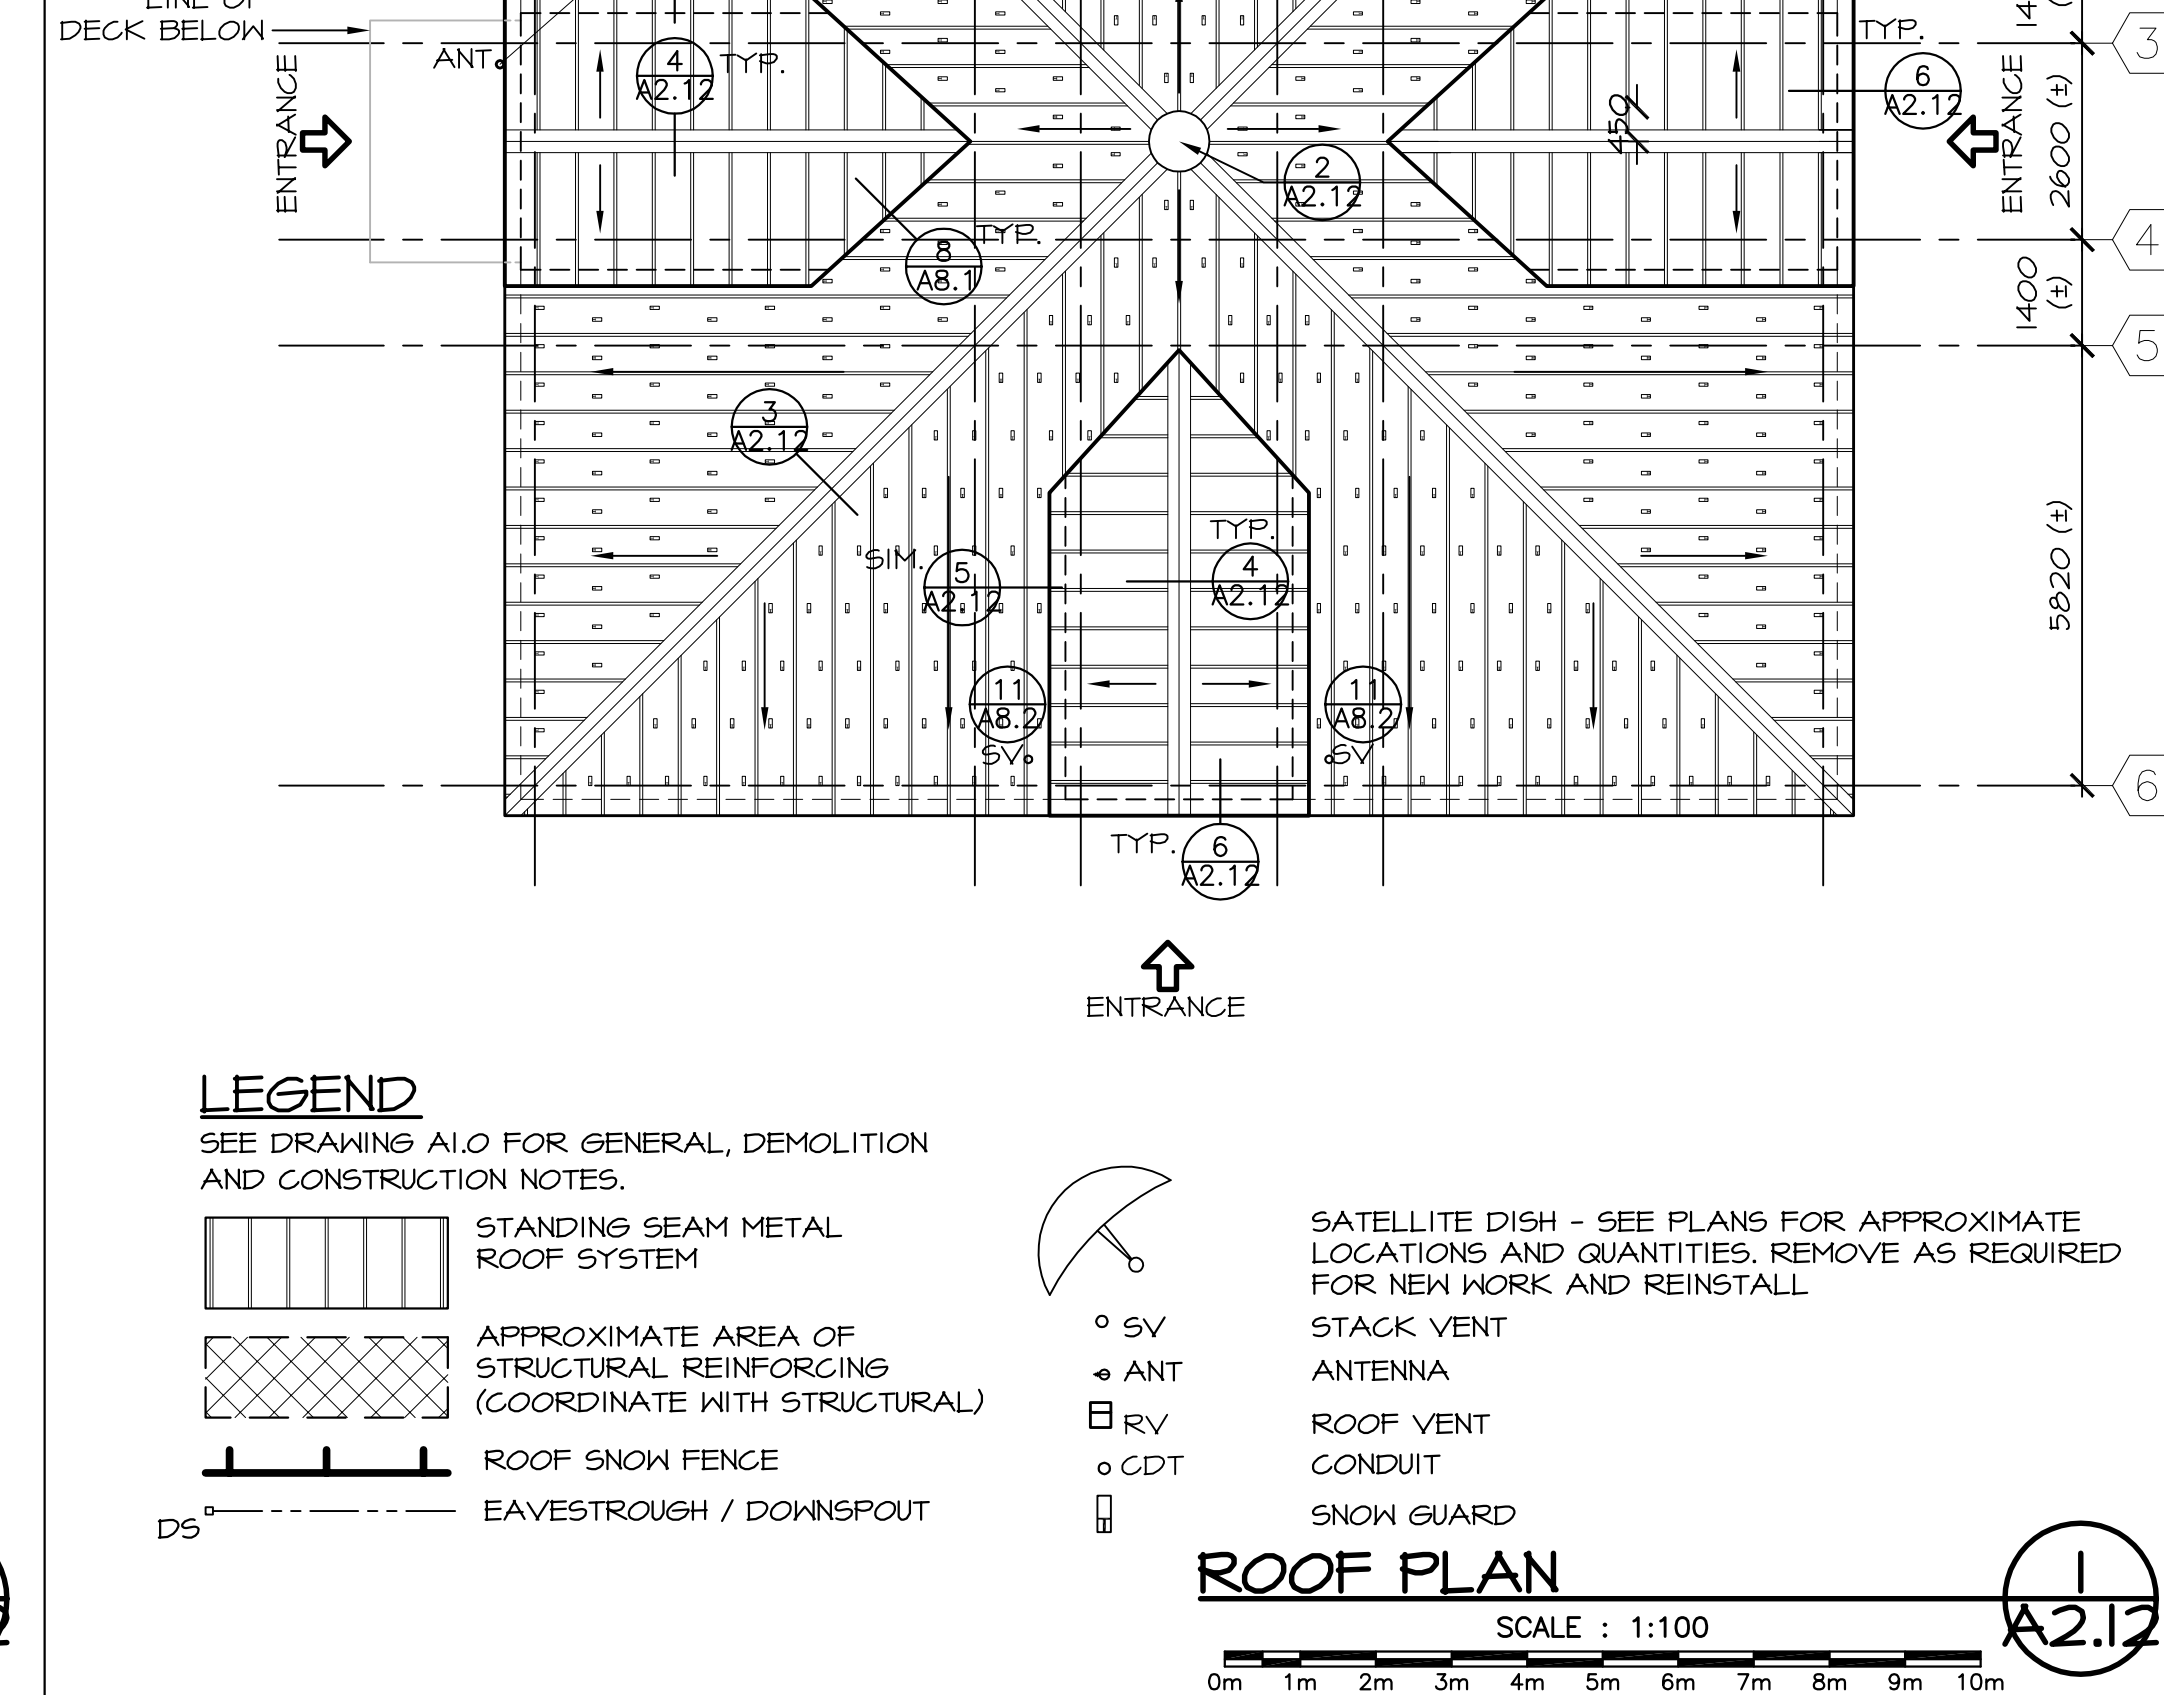 DECK BELOW
ENTRANCE
ANT.
4
A2.12
TYP.
2
A2.12
450
TYP.
6
A2.12
ENTRANCE
14
3
2600 (±)
4
1400
(±)
5
5820 (±)
6
8
A8.1
TYP.
3
A2.12
SIM.
5
A2.12
TYP.
4
A2.12
11
A8.2
SV
11
A8.2
SV
TYP.
6
A2.12
ENTRANCE
LEGEND
SEE DRAWING A1.0 FOR GENERAL, DEMOLITION
AND CONSTRUCTION NOTES.
STANDING SEAM METAL
ROOF SYSTEM
APPROXIMATE AREA OF
STRUCTURAL REINFORCING
(COORDINATE WITH STRUCTURAL)
ROOF SNOW FENCE
DS
EAVESTROUGH / DOWNSPOUT
SATELLITE DISH - SEE PLANS FOR APPROXIMATE
LOCATIONS AND QUANTITIES. REMOVE AS REQUIRED
FOR NEW WORK AND REINSTALL
SV STACK VENT
ANT ANTENNA
RV ROOF VENT
CDT CONDUIT
SNOW GUARD
ROOF PLAN
1
A2.12
SCALE : 1:100
0m 1m 2m 3m 4m 5m 6m 7m 8m 9m 10m